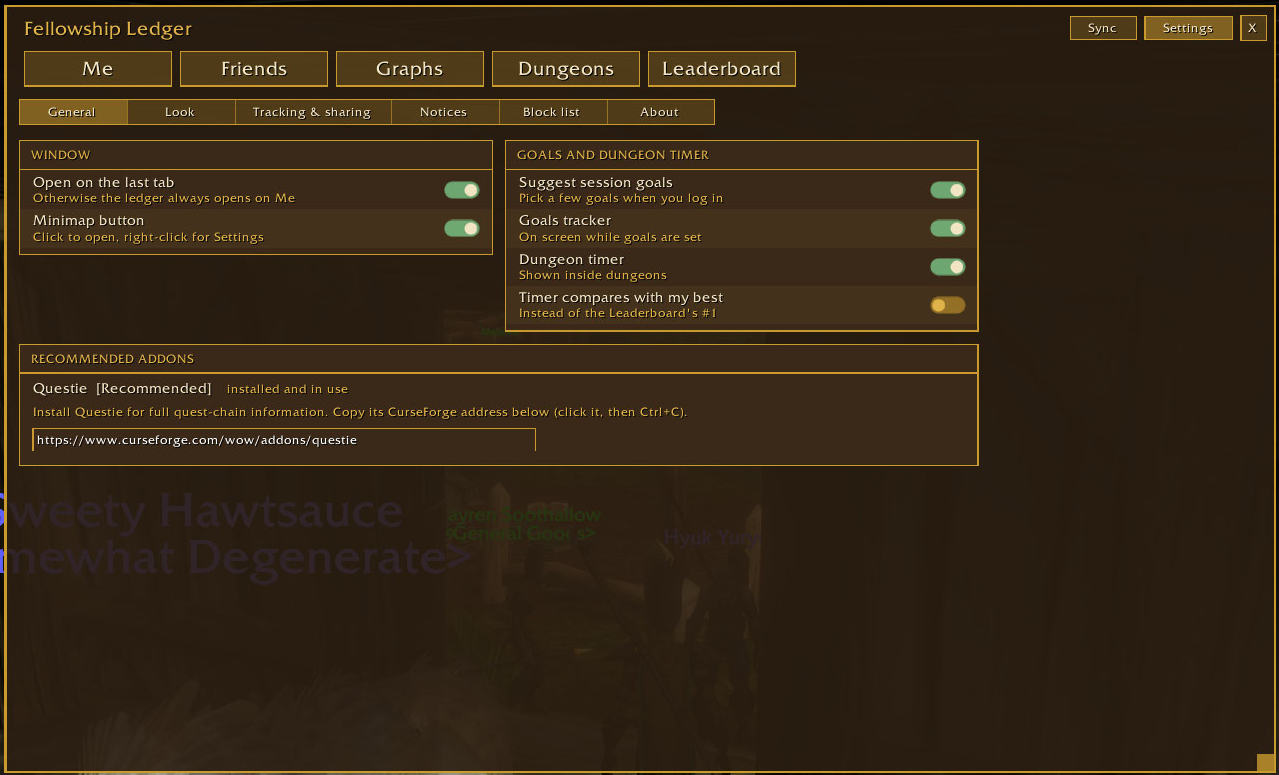 Fellowship Ledger
Sync
Settings
X
Me
Friends
Graphs
Dungeons
Leaderboard
General
Look
Tracking & sharing
Notices
Block list
About
WINDOW
Open on the last tab
Otherwise the ledger always opens on Me
Minimap button
Click to open, right-click for Settings
GOALS AND DUNGEON TIMER
Suggest session goals
Pick a few goals when you log in
Goals tracker
On screen while goals are set
Dungeon timer
Shown inside dungeons
Timer compares with my best
Instead of the Leaderboard's #1
RECOMMENDED ADDONS
Questie [Recommended] installed and in use
Install Questie for full quest-chain information. Copy its CurseForge address below (click it, then Ctrl+C).
https://www.curseforge.com/wow/addons/questie
Sweety Hawtsauce
mewhat Degenerate>
General Goods>
Hyuk